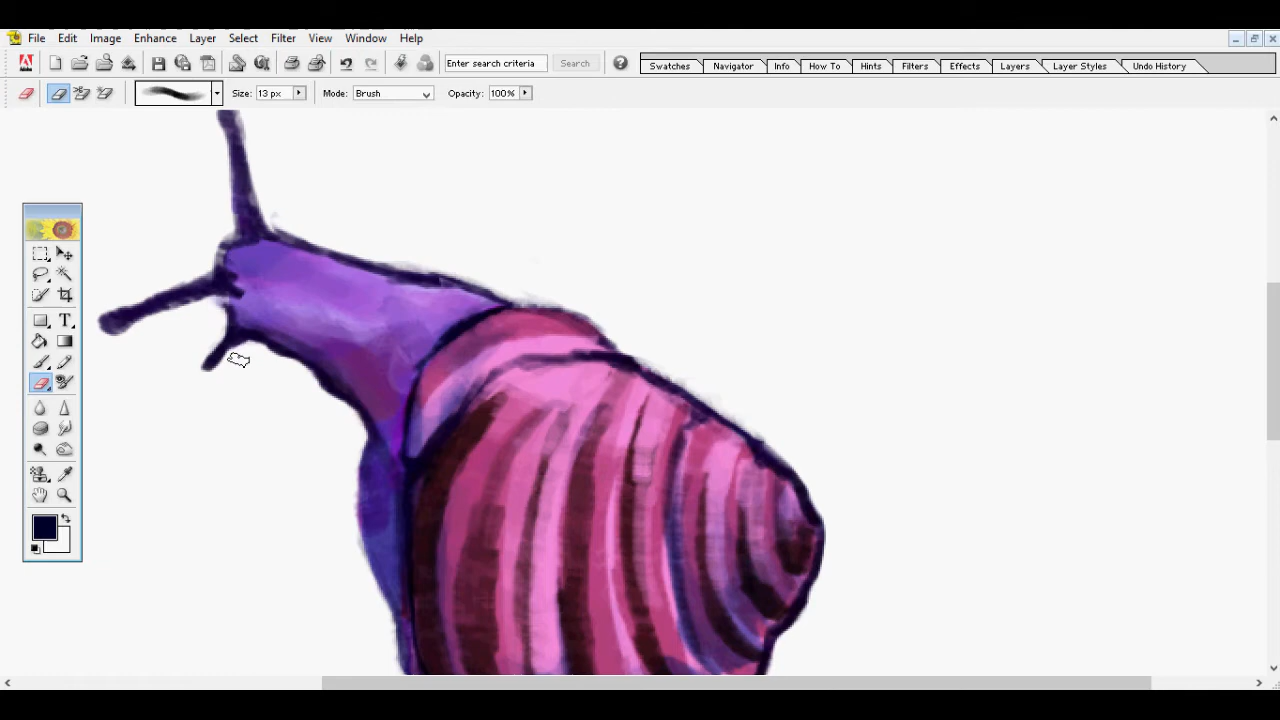 File Edit Image Enhance Layer Select Filter View Window Help
Enter search criteria Search Swatches Navigator Info How To Hints Filters Effects Layers Layer Styles Undo History
Size: 13 px Mode: Brush Opacity: 100%
T